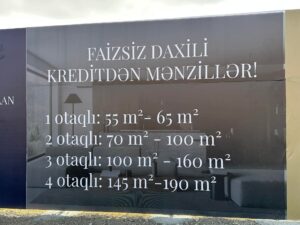 FAİZSİZ DAXİLİ
KREDİTDƏN MƏNZİLLƏR!
1 otaqlı: 55 m²- 65 m²
2 otaqlı: 70 m² - 100 m²
3 otaqlı: 100 m² - 160 m²
4 otaqlı: 145 m²-190 m²